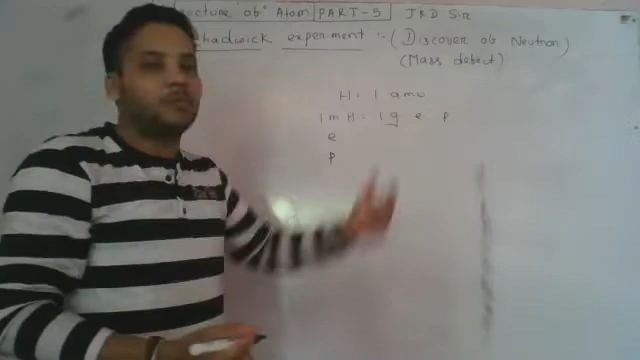 Structure of Atom PART-5 JKD Sir
Chadwick experiment :- (Discover of Neutron)
(Mass defect)
H = 1 amu
1 m H = 1 g e p
e
p